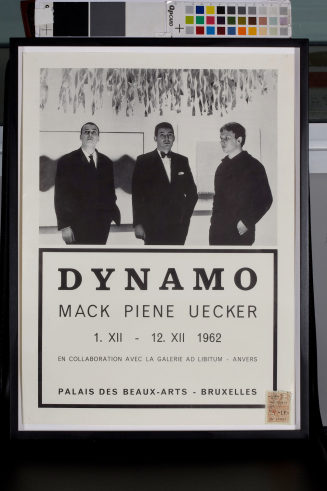 DYNAMO
MACK PIENE UECKER
1. XII - 12. XII 1962
EN COLLABORATION AVEC LA GALERIE AD LIBITUM - ANVERS
PALAIS DES BEAUX-ARTS - BRUXELLES